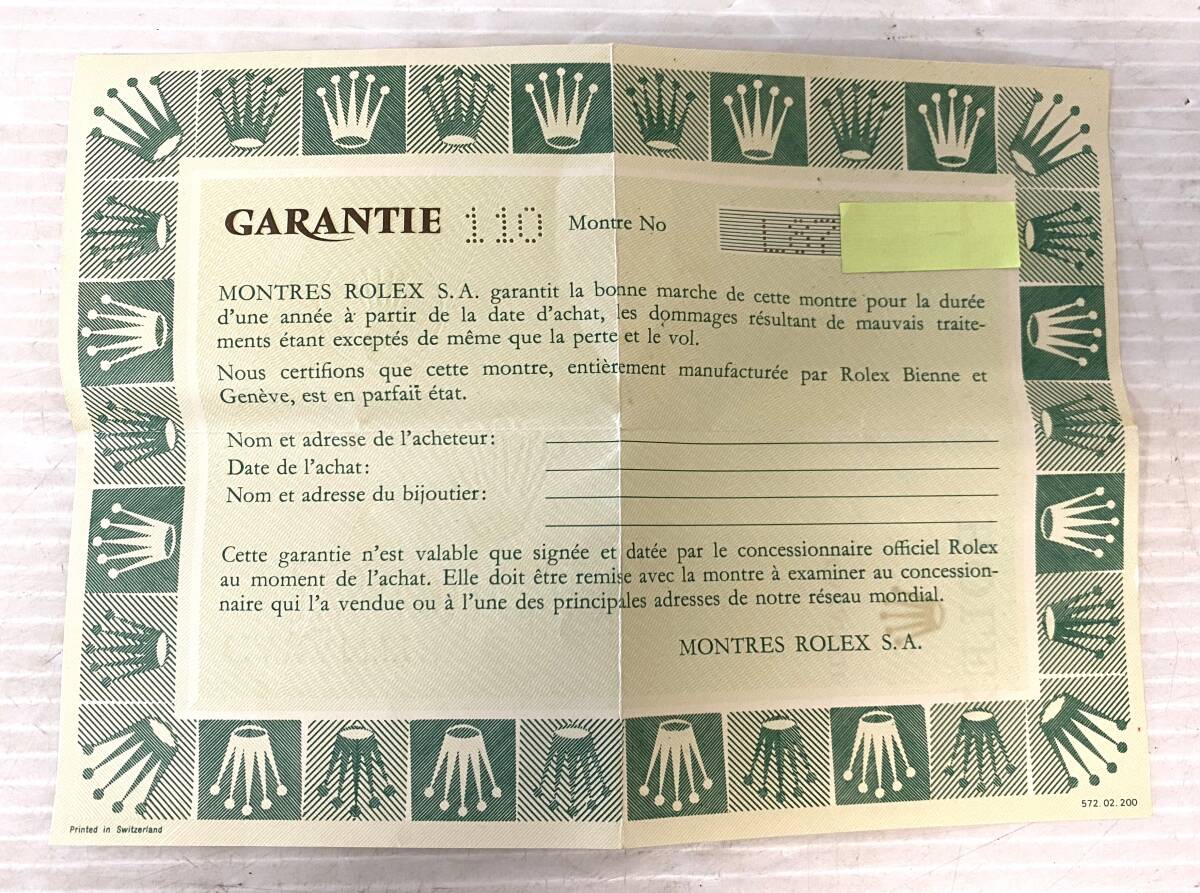 GARANTIE 110 Montre No L87
MONTRES ROLEX S.A. garantit la bonne marche de cette montre pour la durée
d'une année à partir de la date d'achat, les dommages résultant de mauvais traite-
ments étant exceptés de même que la perte et le vol.
Nous certifions que cette montre, entièrement manufacturée par Rolex Bienne et
Genève, est en parfait état.
Nom et adresse de l'acheteur:
Date de l'achat:
Nom et adresse du bijoutier:
Cette garantie n'est valable que signée et datée par le concessionnaire officiel Rolex
au moment de l'achat. Elle doit être remise avec la montre à examiner au concession-
naire qui l'a vendue ou à l'une des principales adresses de notre réseau mondial.
MONTRES ROLEX S.A.
Printed in Switzerland
572.02.200